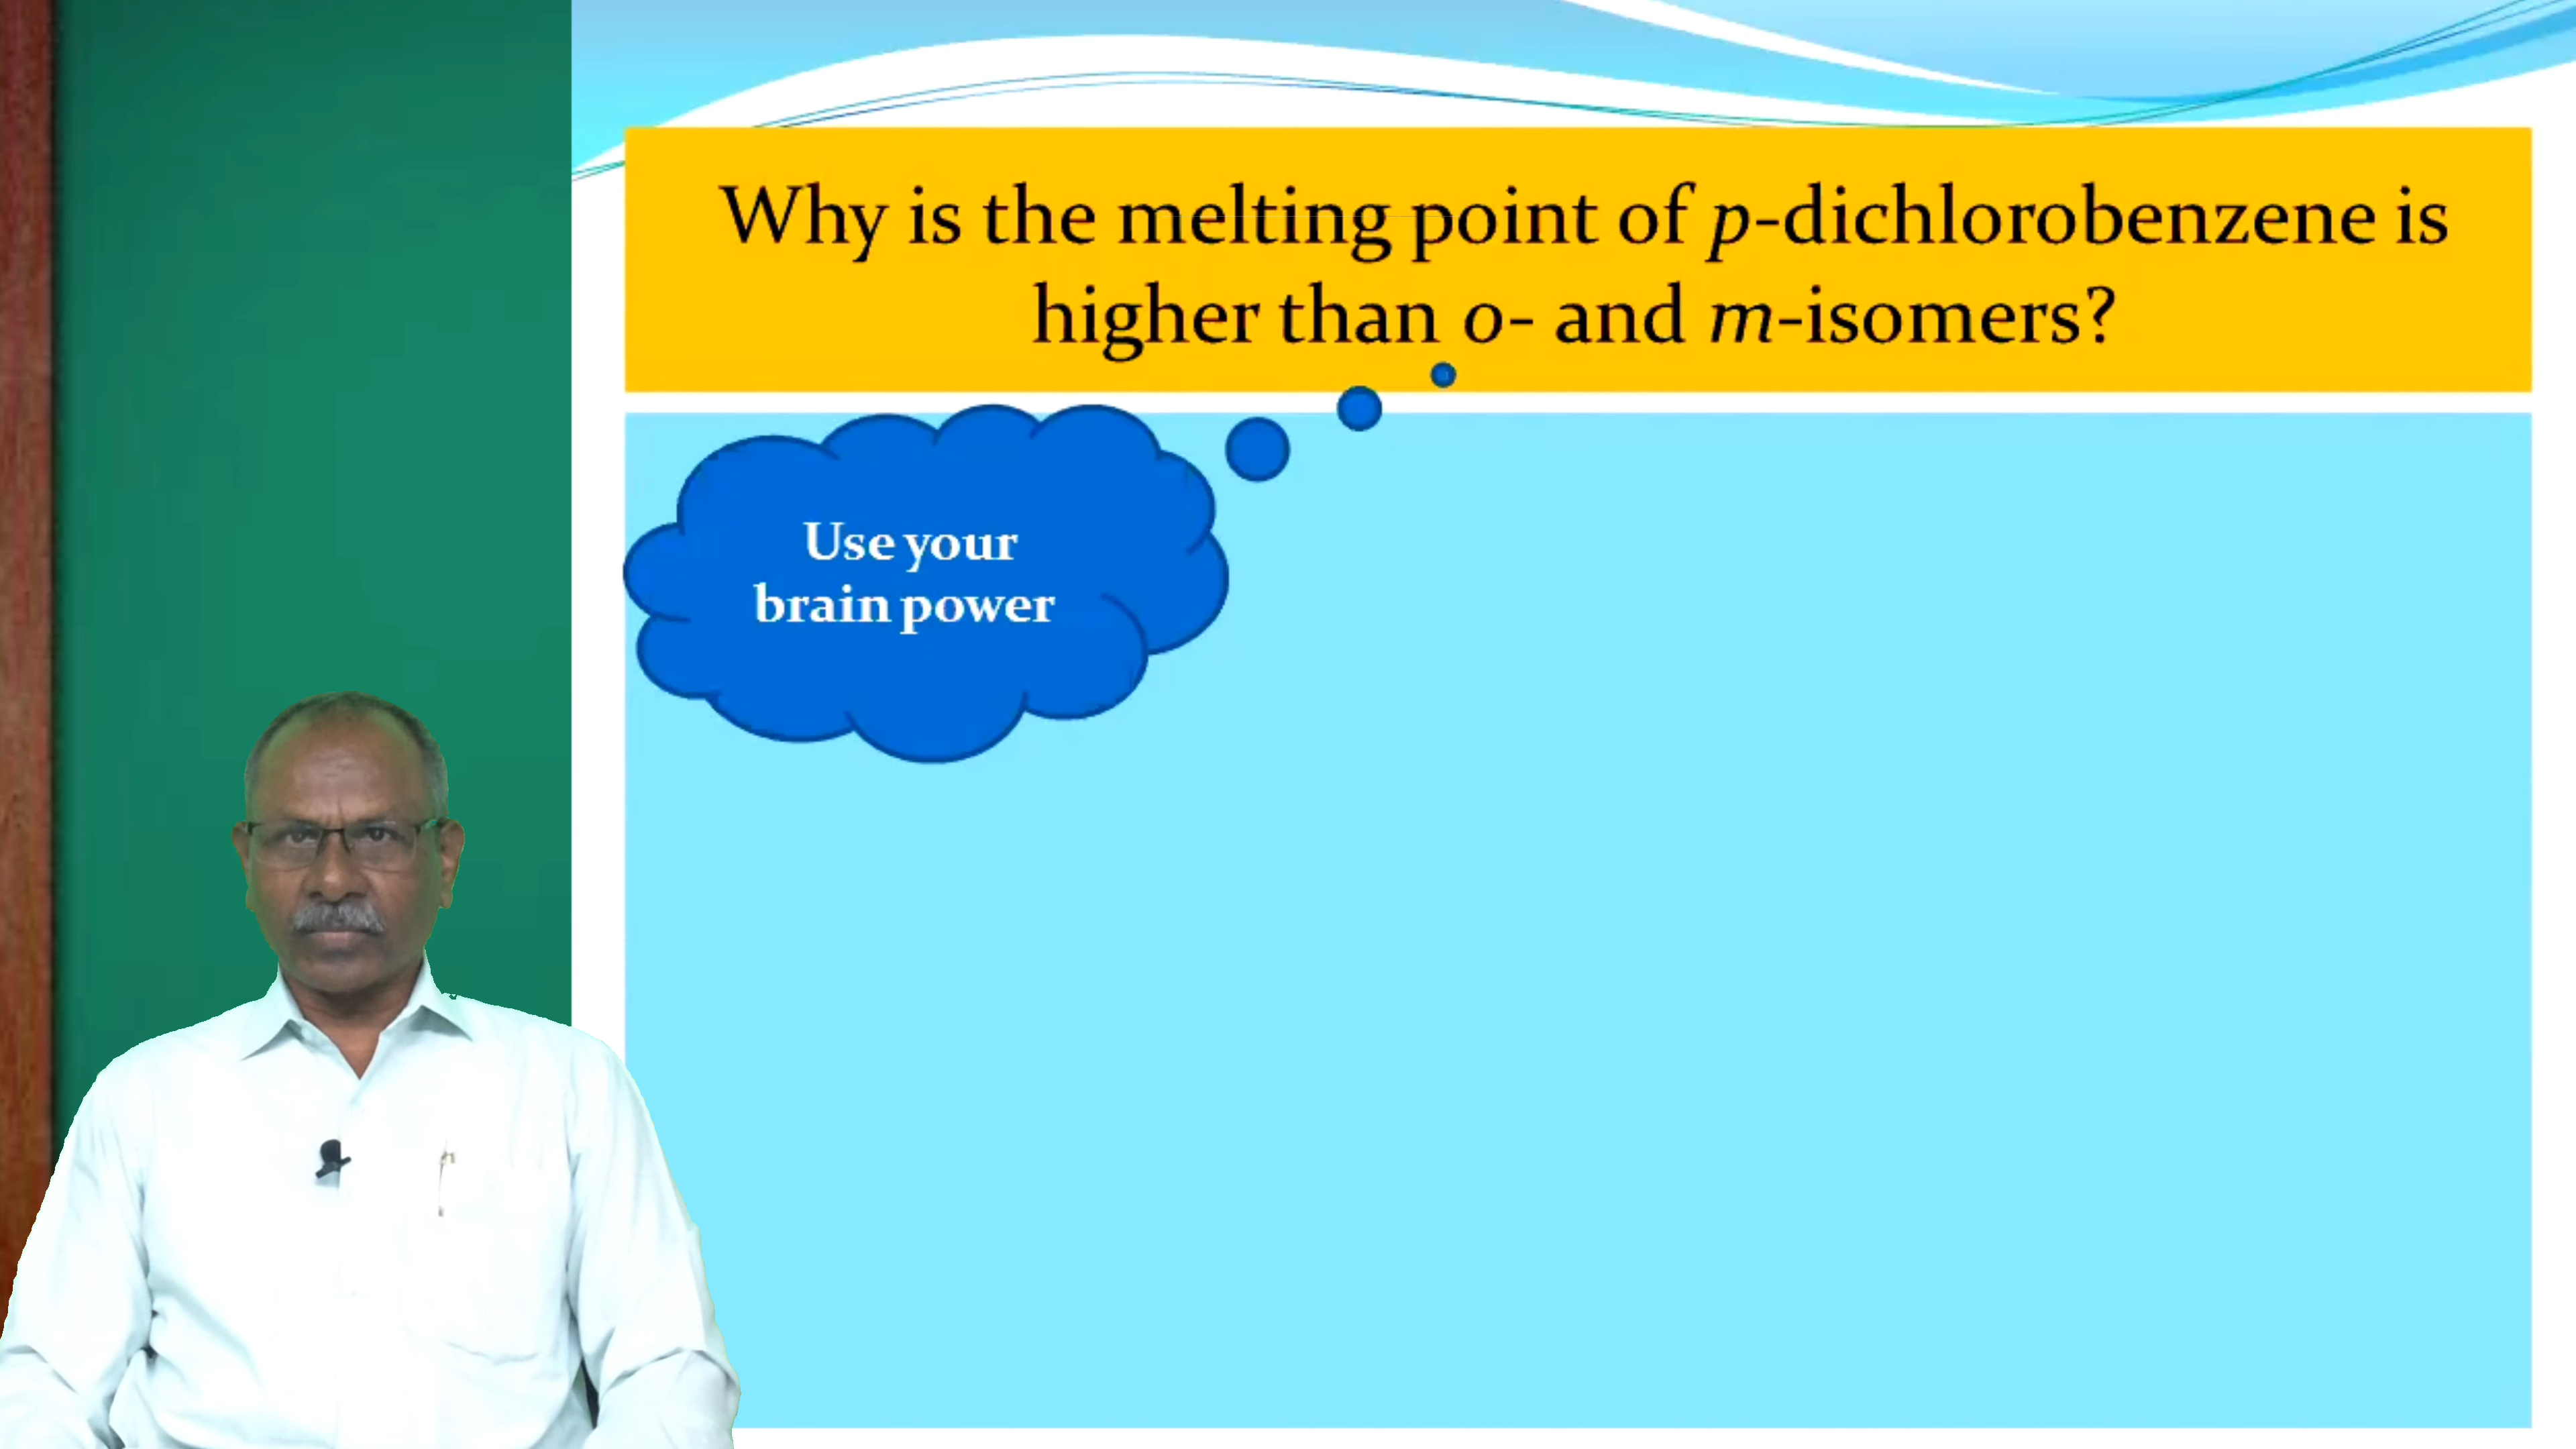 Why is the melting point of p-dichlorobenzene is
higher than o- and m-isomers?
Use your
brain power